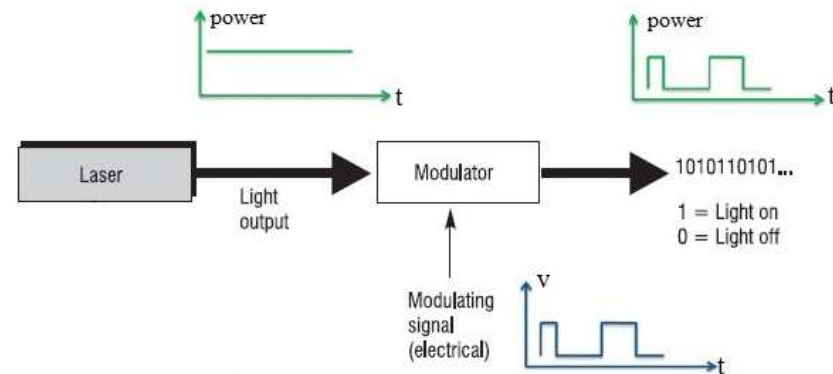 power
t
power
t
Laser
Light
output
Modulator
1010110101...
1 = Light on
0 = Light off
Modulating
signal
(electrical)
v
t